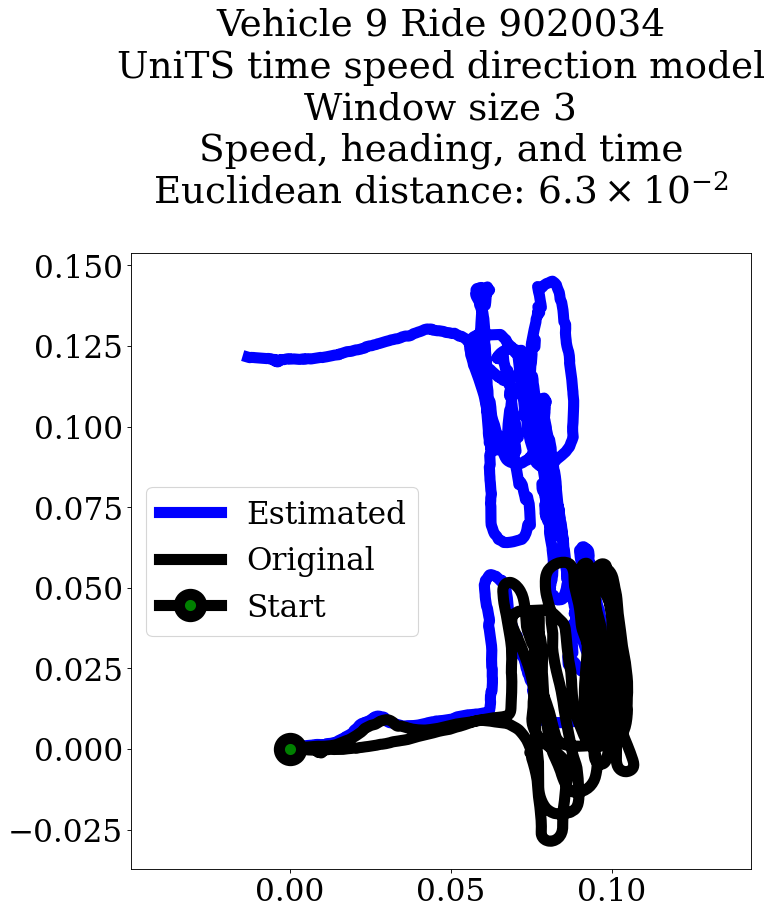 Vehicle 9 Ride 9020034
UniTS time speed direction model
Window size 3
Speed, heading, and time
Euclidean distance: 6.3 × 10⁻²
0.150
0.125
0.100
0.075
0.050
0.025
0.000
−0.025
Estimated
Original
Start
0.00 0.05 0.10